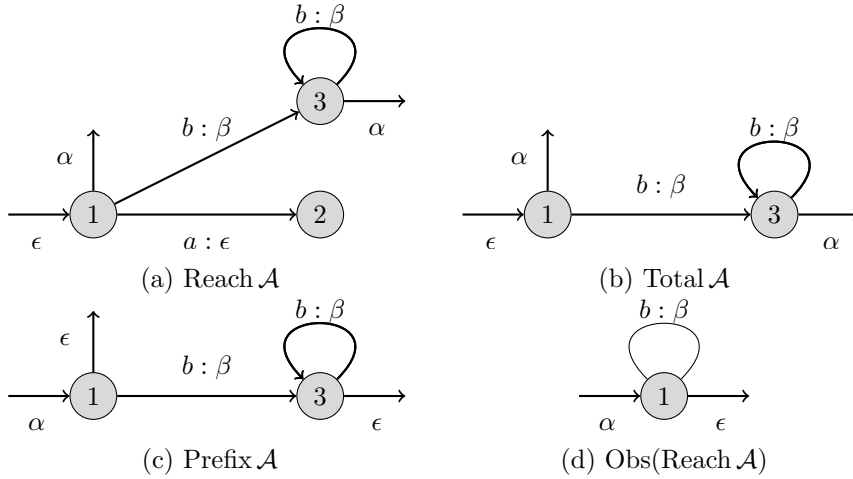 b : β
3
α
b : β
α
1
ϵ
a : ϵ
2
(a) Reach 𝒜
b : β
α
b : β
1
3
ϵ
α
(b) Total 𝒜
b : β
ϵ
b : β
1
3
α
ϵ
(c) Prefix 𝒜
b : β
1
α
ϵ
(d) Obs(Reach 𝒜)